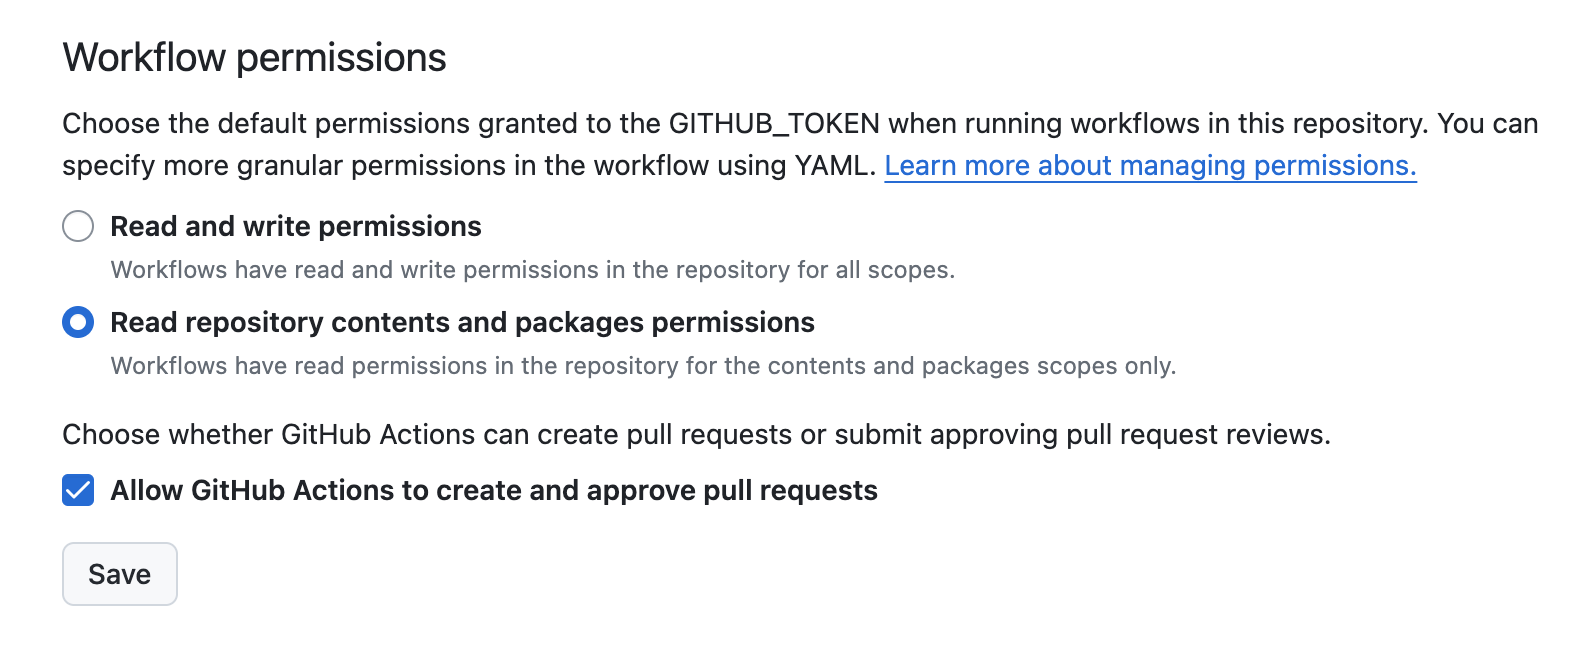 Workflow permissions
Choose the default permissions granted to the GITHUB_TOKEN when running workflows in this repository. You can
specify more granular permissions in the workflow using YAML. Learn more about managing permissions.
Read and write permissions
Workflows have read and write permissions in the repository for all scopes.
Read repository contents and packages permissions
Workflows have read permissions in the repository for the contents and packages scopes only.
Choose whether GitHub Actions can create pull requests or submit approving pull request reviews.
Allow GitHub Actions to create and approve pull requests
Save